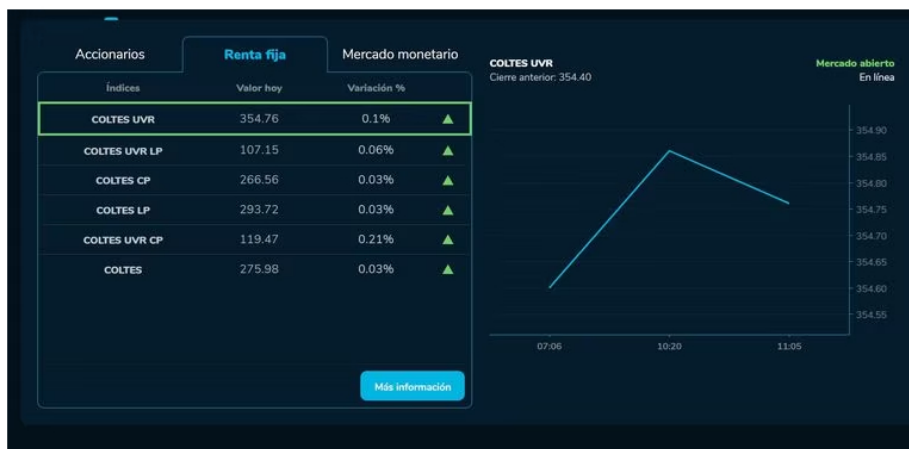 Accionarios Renta fija Mercado monetario
Índices Valor hoy Variación %
COLTES UVR 354.76 0.1%
COLTES UVR LP 107.15 0.06%
COLTES CP 266.56 0.03%
COLTES LP 293.72 0.03%
COLTES UVR CP 119.47 0.21%
COLTES 275.98 0.03%
Más información
COLTES UVR Mercado abierto
Cierre anterior: 354.40 En línea
354.90
354.85
354.80
354.75
354.70
354.65
354.60
354.55
07:06 10:20 11:05